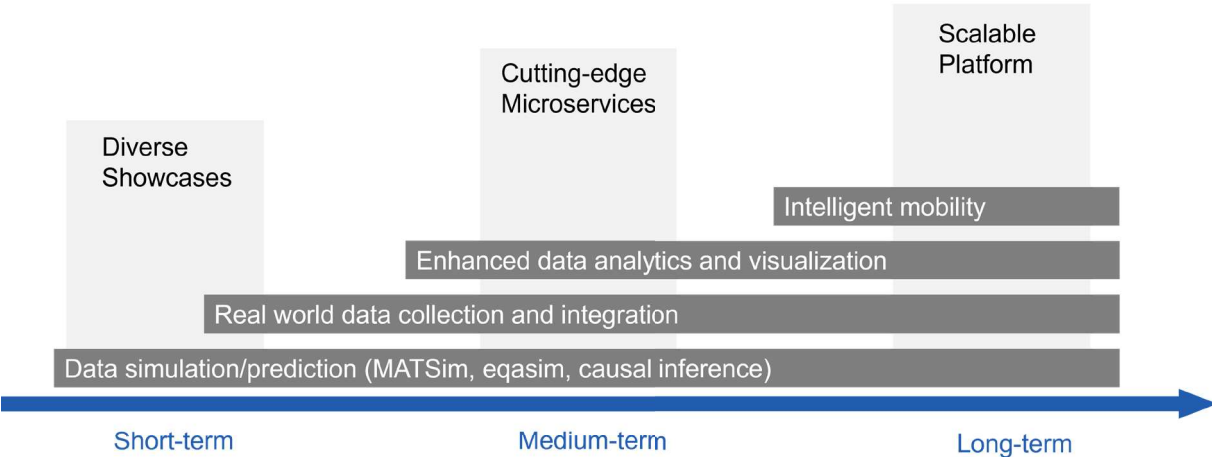 Scalable
Platform
Cutting-edge
Microservices
Diverse
Showcases
Intelligent mobility
Enhanced data analytics and visualization
Real world data collection and integration
Data simulation/prediction (MATSim, eqasim, causal inference)
Short-term
Medium-term
Long-term